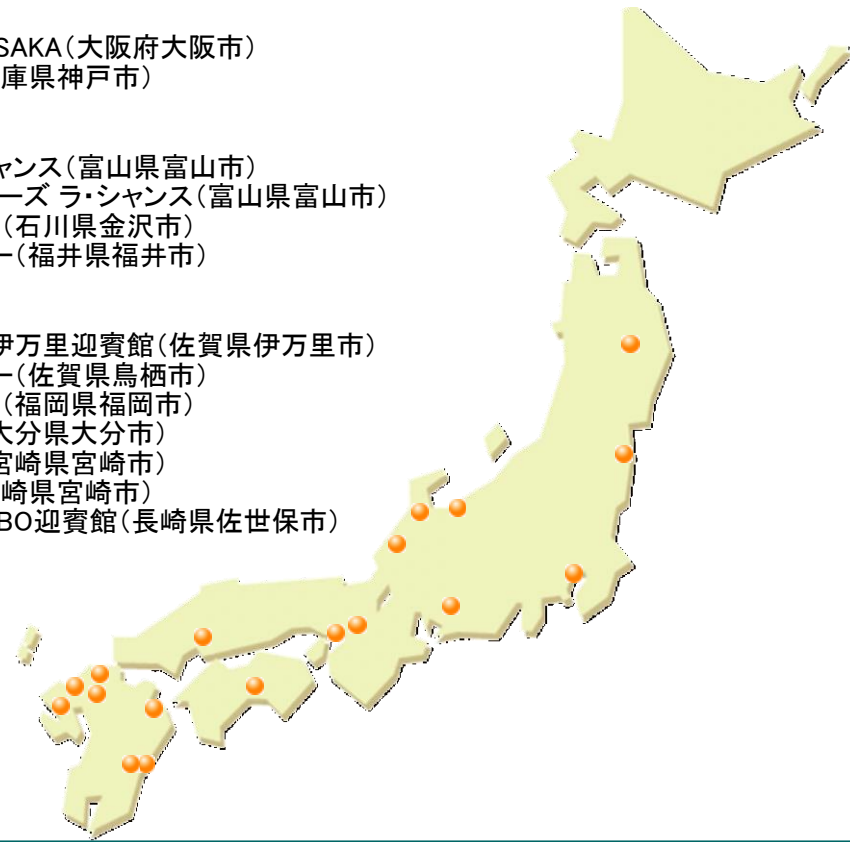 SAKA（大阪府大阪市）
庫県神戸市）
ャンス（富山県富山市）
ーズ ラ・シャンス（富山県富山市）
（石川県金沢市）
ー（福井県福井市）
伊万里迎賓館（佐賀県伊万里市）
ー（佐賀県鳥栖市）
（福岡県福岡市）
大分県大分市）
宮崎県宮崎市）
崎県宮崎市）
BO迎賓館（長崎県佐世保市）